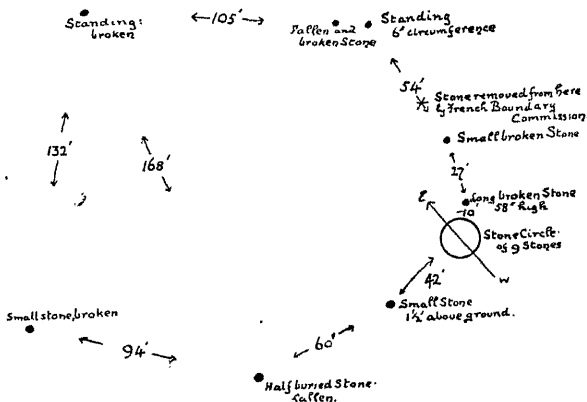 Standing:
broken
105'
Fallen and
broken Stone
Standing
6' circumference
54'
Stone removed from here
by French Boundary
Commission
Small broken Stone
132'
168'
27'
Long broken Stone
58" high
10'
E
Stone Circle.
of 9 Stones
W
42'
Small Stone
1½' above ground.
Small stone, broken
94'
60'
Half buried Stone.
fallen.